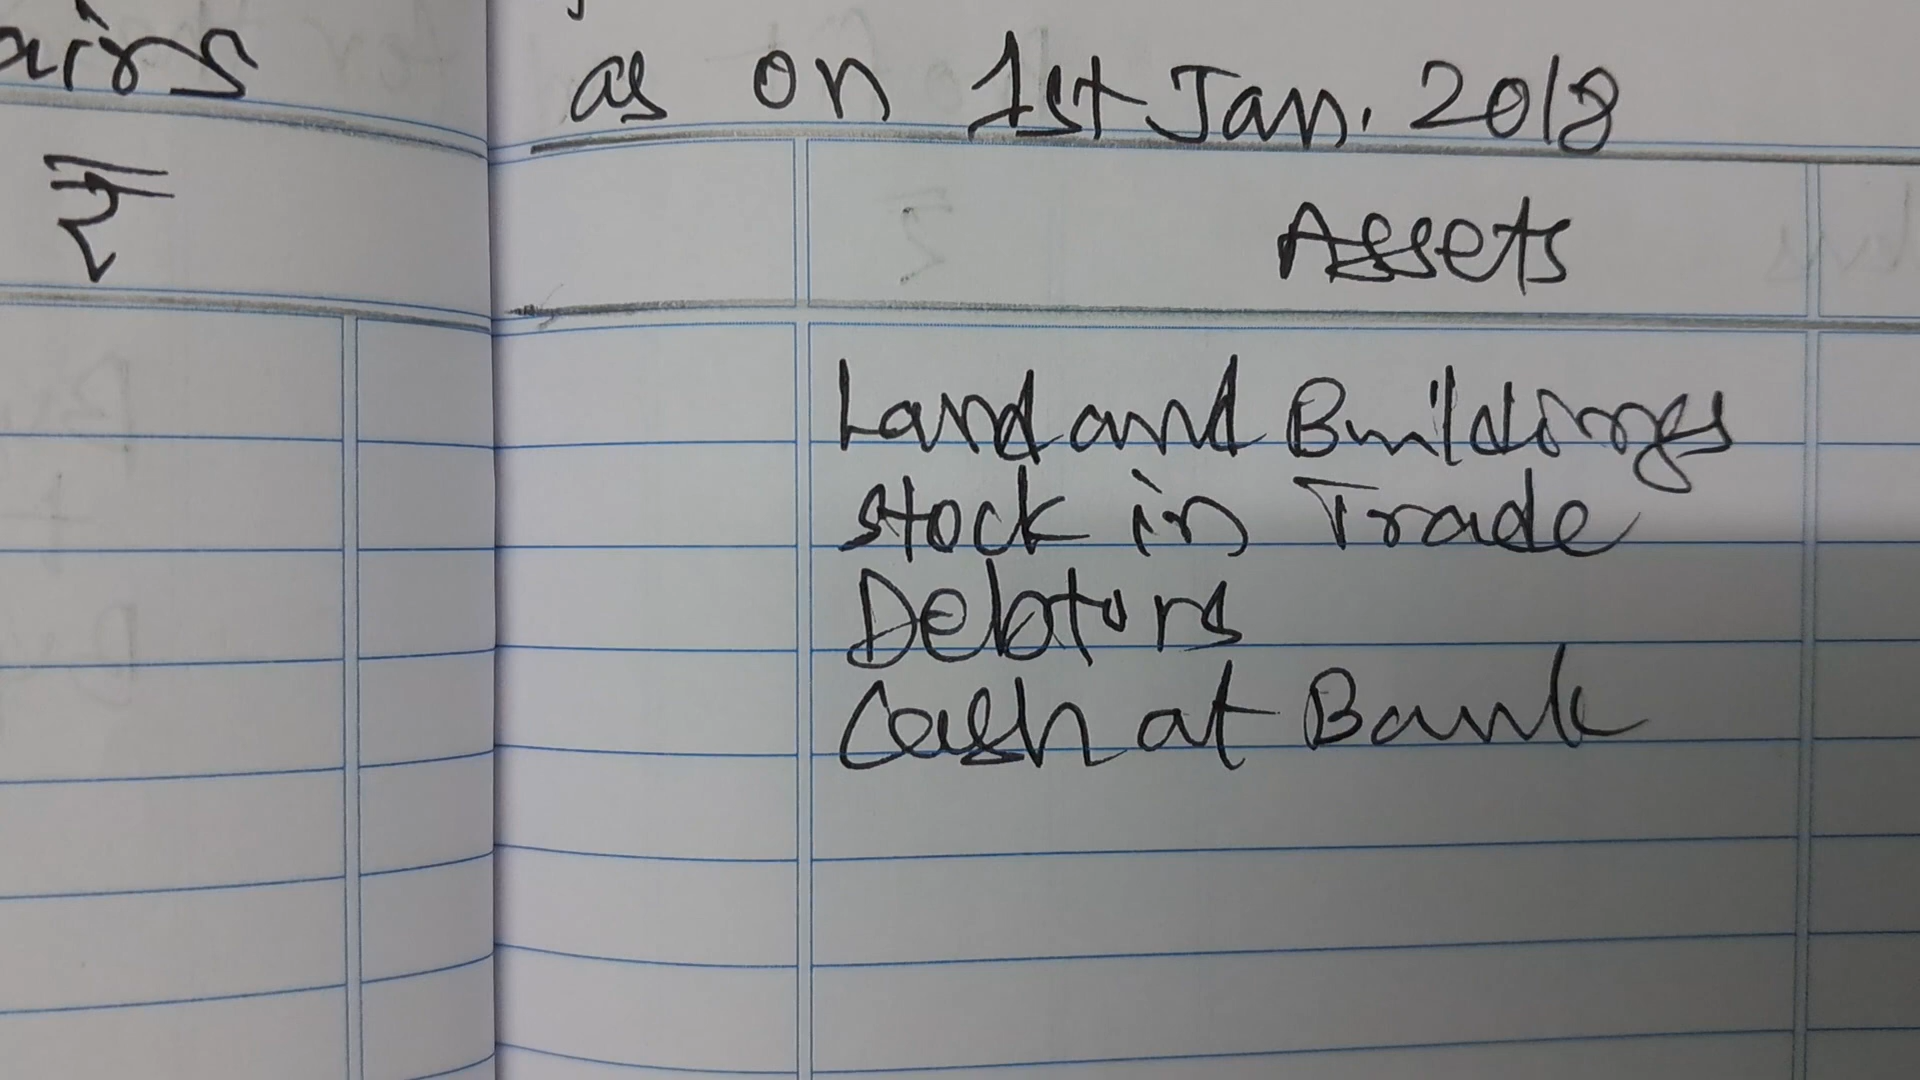 airs
as on 1st Jan. 2018
₹
Assets
Land and Buildings
Stock in Trade
Debtors
Cash at Bank